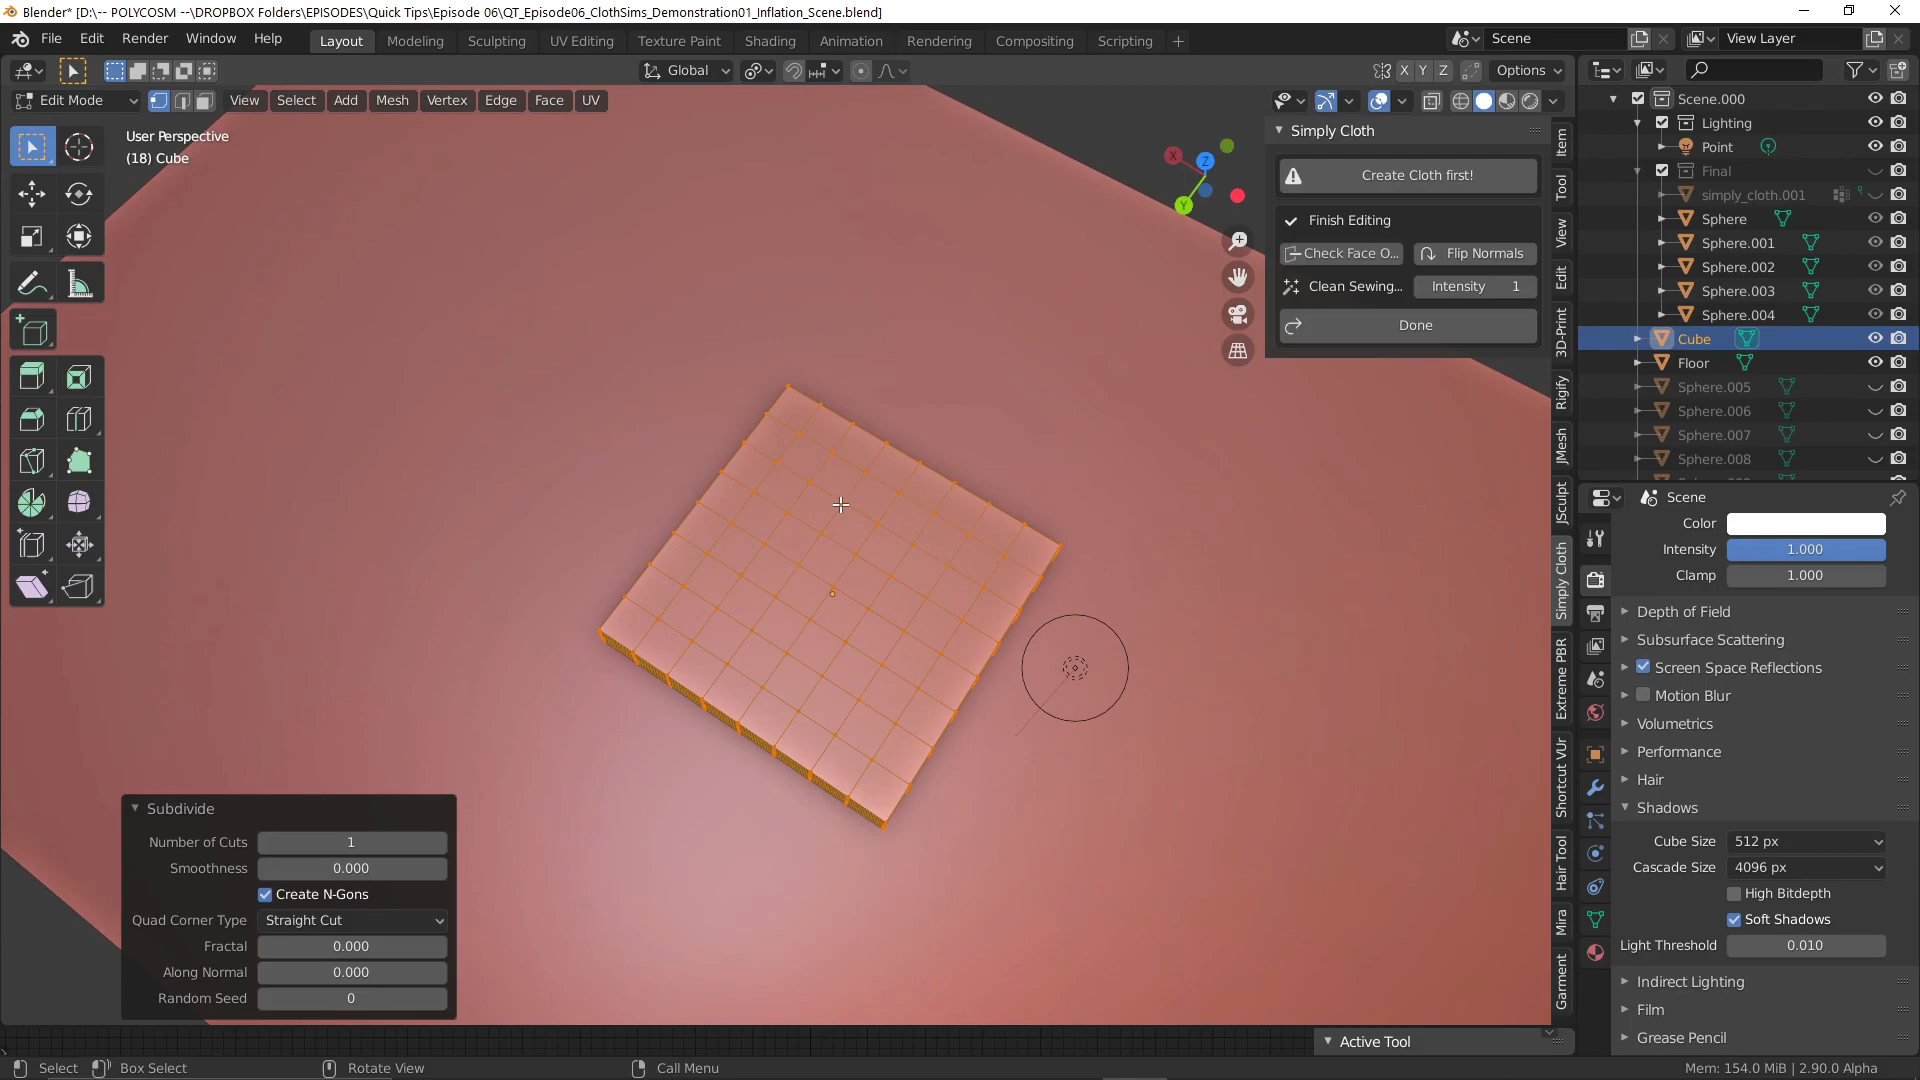 Blender* [D:\-- POLYCOSM --\DROPBOX Folders\EPISODES\Quick Tips\Episode 06\QT_Episode06_ClothSims_Demonstration01_Inflation_Scene.blend]
File Edit Render Window Help Layout Modeling Sculpting UV Editing Texture Paint Shading Animation Rendering Compositing Scripting + Scene View Layer
Global X Y Z Options
Edit Mode View Select Add Mesh Vertex Edge Face UV
User Perspective
(18) Cube
X
Z
Y
Simply Cloth
Create Cloth first!
Finish Editing
Check Face O...
Flip Normals
Clean Sewing...
Intensity 1
Done
Item
Tool
View
Edit
3D-Print
Rigify
JMesh
JSculpt
Simply Cloth
Extreme PBR
Shortcut VUr
Hair Tool
Mira
Garment
Scene.000
Lighting
Point
Final
simply_cloth.001
Sphere
Sphere.001
Sphere.002
Sphere.003
Sphere.004
Cube
Floor
Sphere.005
Sphere.006
Sphere.007
Sphere.008
Scene
Color
Intensity 1.000
Clamp 1.000
Depth of Field
Subsurface Scattering
Screen Space Reflections
Motion Blur
Volumetrics
Performance
Hair
Shadows
Cube Size 512 px
Cascade Size 4096 px
High Bitdepth
Soft Shadows
Light Threshold 0.010
Indirect Lighting
Film
Grease Pencil
Subdivide
Number of Cuts 1
Smoothness 0.000
Create N-Gons
Quad Corner Type Straight Cut
Fractal 0.000
Along Normal 0.000
Random Seed 0
Active Tool
Select Box Select Rotate View Call Menu Mem: 154.0 MiB | 2.90.0 Alpha